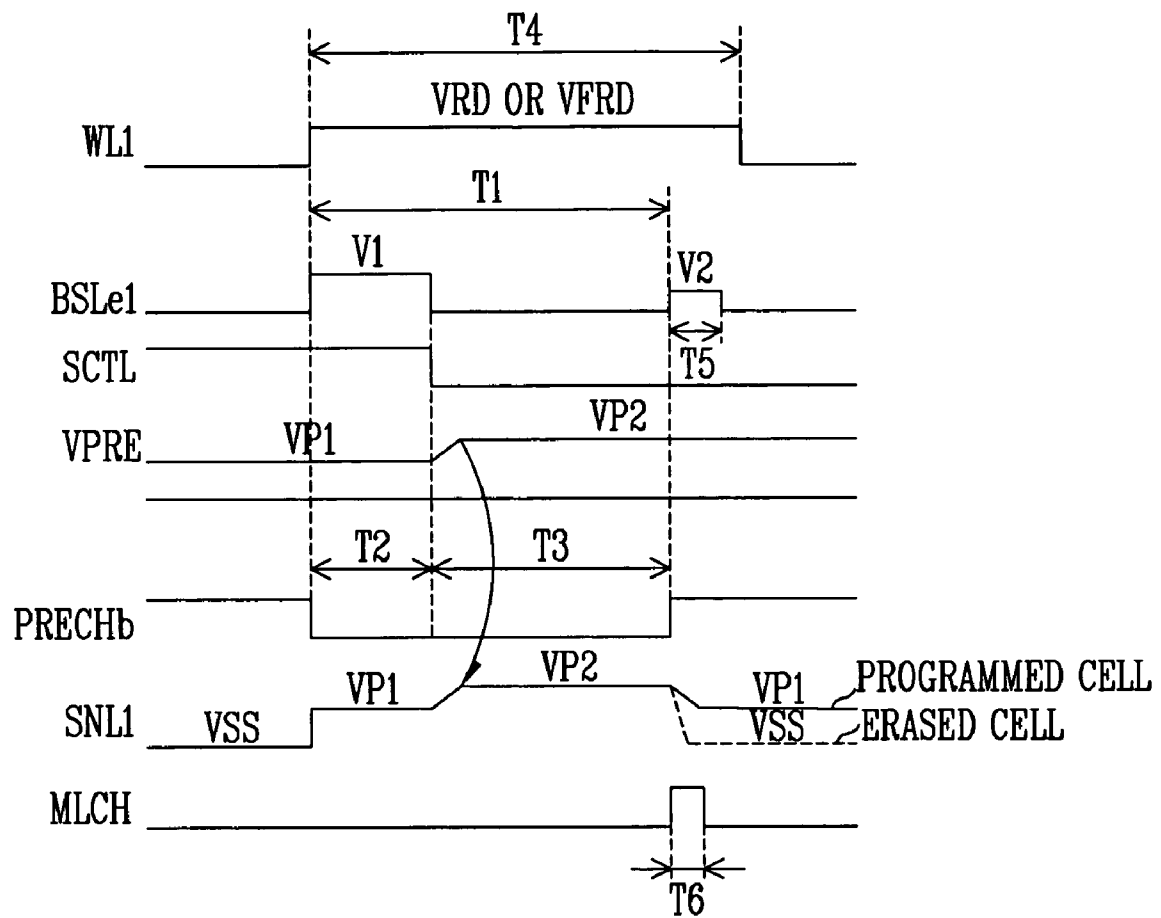 T4
VRD OR VFRD
WL1
T1
V1
V2
BSLe1
T5
SCTL
VP2
VPRE
VP1
T2
T3
PRECHb
VP2
VP1
VP1
PROGRAMMED CELL
SNL1
VSS
VSS
ERASED CELL
MLCH
T6